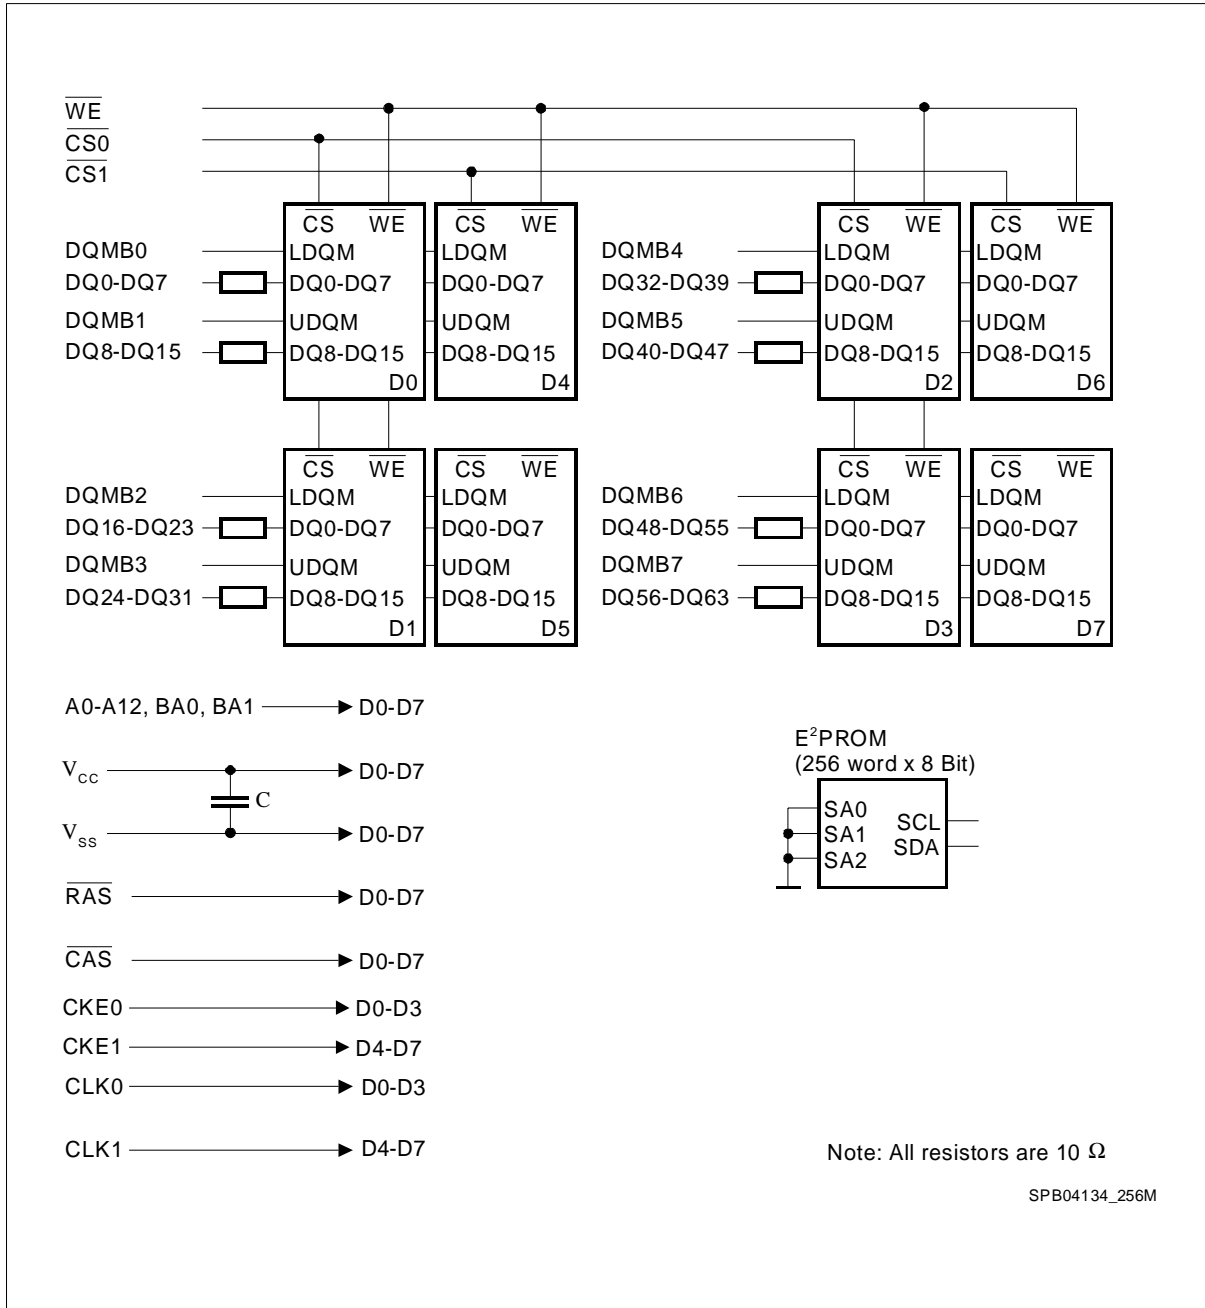 WE
CS0
CS1
CS WE
LDQM
DQ0-DQ7
UDQM
DQ8-DQ15
D0
CS WE
LDQM
DQ0-DQ7
UDQM
DQ8-DQ15
D4
CS WE
LDQM
DQ0-DQ7
UDQM
DQ8-DQ15
D2
CS WE
LDQM
DQ0-DQ7
UDQM
DQ8-DQ15
D6
DQMB0
DQ0-DQ7
DQMB1
DQ8-DQ15
DQMB4
DQ32-DQ39
DQMB5
DQ40-DQ47
CS WE
LDQM
DQ0-DQ7
UDQM
DQ8-DQ15
D1
CS WE
LDQM
DQ0-DQ7
UDQM
DQ8-DQ15
D5
CS WE
LDQM
DQ0-DQ7
UDQM
DQ8-DQ15
D3
CS WE
LDQM
DQ0-DQ7
UDQM
DQ8-DQ15
D7
DQMB2
DQ16-DQ23
DQMB3
DQ24-DQ31
DQMB6
DQ48-DQ55
DQMB7
DQ56-DQ63
A0-A12, BA0, BA1 D0-D7
VCC D0-D7
C
VSS D0-D7
RAS D0-D7
CAS D0-D7
CKE0 D0-D3
CKE1 D4-D7
CLK0 D0-D3
CLK1 D4-D7
E²PROM
(256 word x 8 Bit)
SA0
SA1
SA2
SCL
SDA
Note: All resistors are 10 Ω
SPB04134_256M